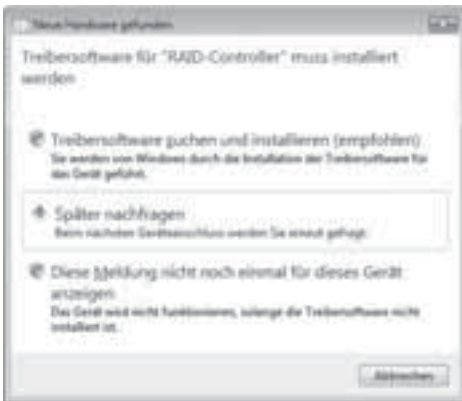 Neue Hardware gefunden
Treibersoftware für "RAID-Controller" muss installiert
werden
Treibersoftware suchen und installieren (empfohlen)
Sie werden von Windows durch die Installation der Treibersoftware für
das Gerät geführt.
Später nachfragen
Beim nächsten Geräteanschluss werden Sie erneut gefragt.
Diese Meldung nicht noch einmal für dieses Gerät
anzeigen
Das Gerät wird nicht funktionieren, solange die Treibersoftware nicht
installiert ist.
Abbrechen